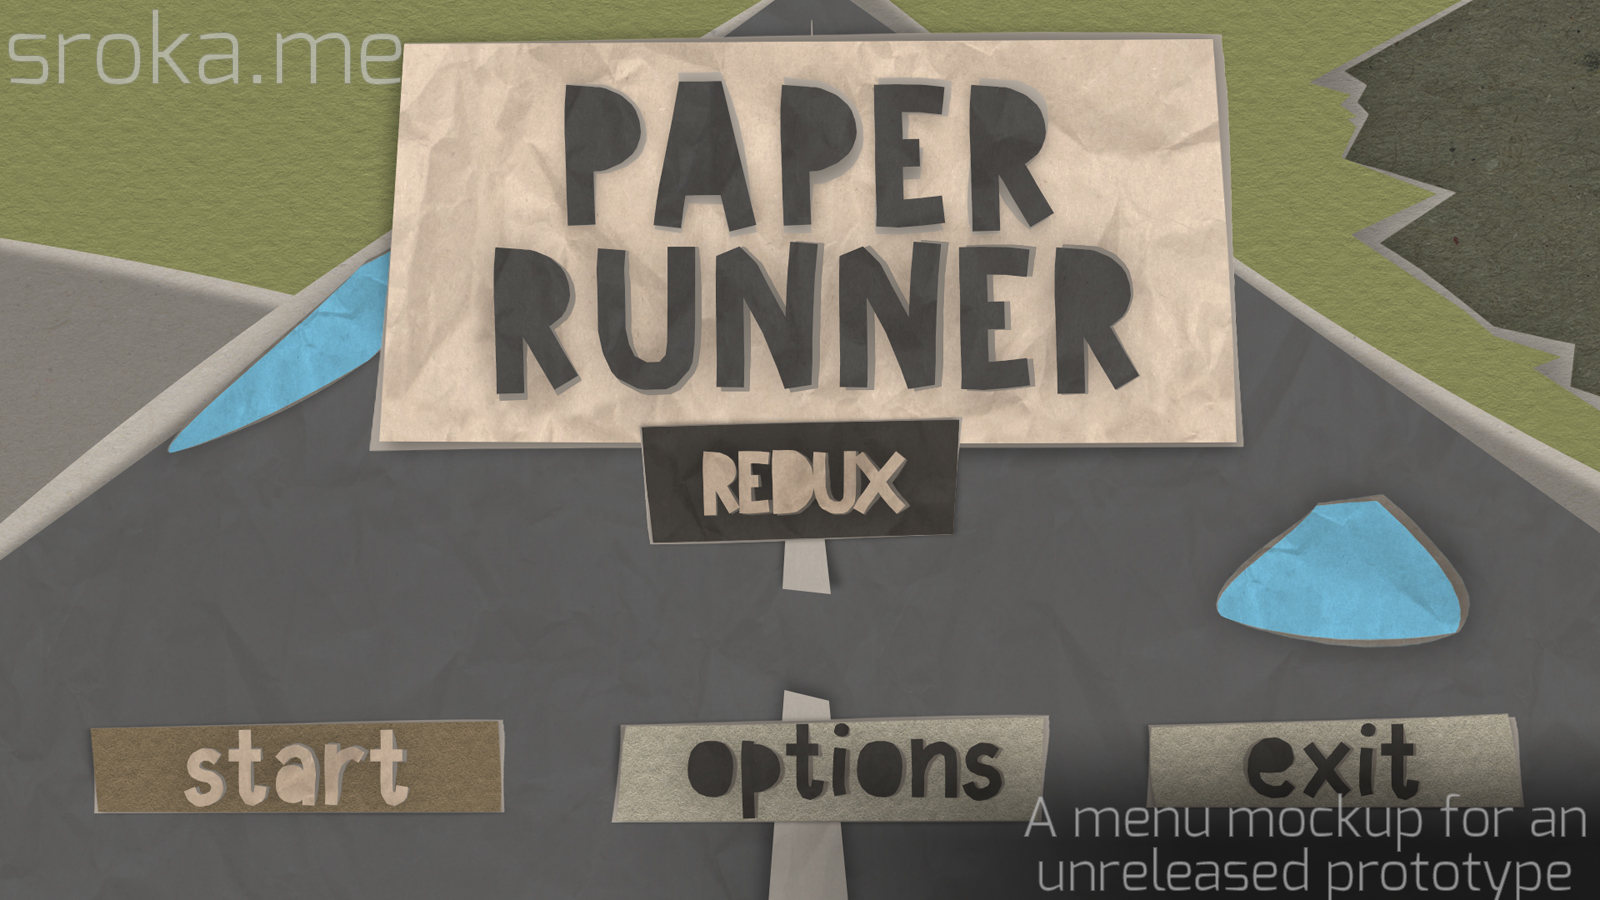 sroka.me
PAPER
RUNNER
REDUX
start
options
exit
A menu mockup for an
unreleased prototype